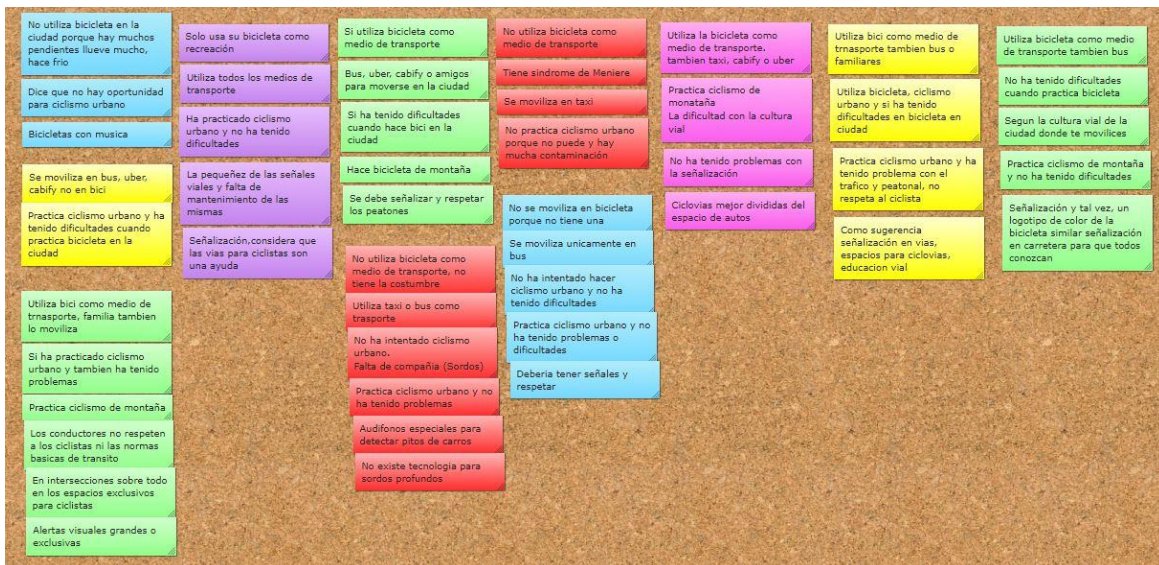 No utiliza bicicleta en la
ciudad porque hay muchos
pendientes llueve mucho,
hace frio
Dice que no hay oportunidad
para ciclismo urbano
Bicicletas con musica
Se moviliza en bus, uber,
cabify no en bici
Practica ciclismo urbano y ha
tenido dificultades cuando
practica bicicleta en la
ciudad
Utiliza bici como medio de
trnasporte, familia tambien
lo moviliza
Si ha practicado ciclismo
urbano y tambien ha tenido
problemas
Practica ciclismo de montaña
Los conductores no respeten
a los ciclistas ni las normas
basicas de transito
En intersecciones sobre todo
en los espacios exclusivos
para ciclistas
Alertas visuales grandes o
exclusivas
Solo usa su bicicleta como
recreación
Utiliza todos los medios de
transporte
Ha practicado ciclismo
urbano y no ha tenido
dificultades
La pequeñez de las señales
viales y falta de
mantenimiento de las
mismas
Señalización,considera que
las vias para ciclistas son
una ayuda
Si utiliza bicicleta como
medio de transporte
Bus, uber, cabify o amigos
para moverse en la ciudad
Si ha tenido dificultades
cuando hace bici en la
ciudad
Hace bicicleta de montaña
Se debe señalizar y respetar
los peatones
No utiliza bicicleta como
medio de transporte, no
tiene la costumbre
Utiliza taxi o bus como
trasporte
No ha intentado ciclismo
urbano.
Falta de compañia (Sordos)
Practica ciclismo urbano y no
ha tenido problemas
Audifonos especiales para
detectar pitos de carros
No existe tecnologia para
sordos profundos
No utiliza bicicleta como
medio de transporte
Tiene sindrome de Meniere
Se moviliza en taxi
No practica ciclismo urbano
porque no puede y hay
mucha contaminación
No se moviliza en bicicleta
porque no tiene una
Se moviliza unicamente en
bus
No ha intentado hacer
ciclismo urbano y no ha
tenido dificultades
Practica ciclismo urbano y no
ha tenido problemas o
dificultades
Deberia tener señales y
respetar
Utiliza la bicicleta como
medio de transporte.
tambien taxi, cabify o uber
Practica ciclismo de
monataña
La dificultad con la cultura
vial
No ha tenido problemas con
la señalización
Ciclovias mejor divididas del
espacio de autos
Utiliza bici como medio de
trnasporte tambien bus o
familiares
Utiliza bicicleta, ciclismo
urbano y si ha tenido
dificultades en bicicleta en
ciudad
Practica ciclismo urbano y ha
tenido problema con el
trafico y peatonal, no
respeta al ciclista
Como sugerencia
señalización en vias,
espacios para ciclovias,
educacion vial
Utiliza bicicleta como medio
de transporte tambien bus
No ha tenido dificultades
cuando practica bicicleta
Segun la cultura vial de la
ciudad donde te movilices
Practica ciclismo de montaña
y no ha tenido dificultades
Señalización y tal vez, un
logotipo de color de la
bicicleta similar señalización
en carretera para que todos
conozcan